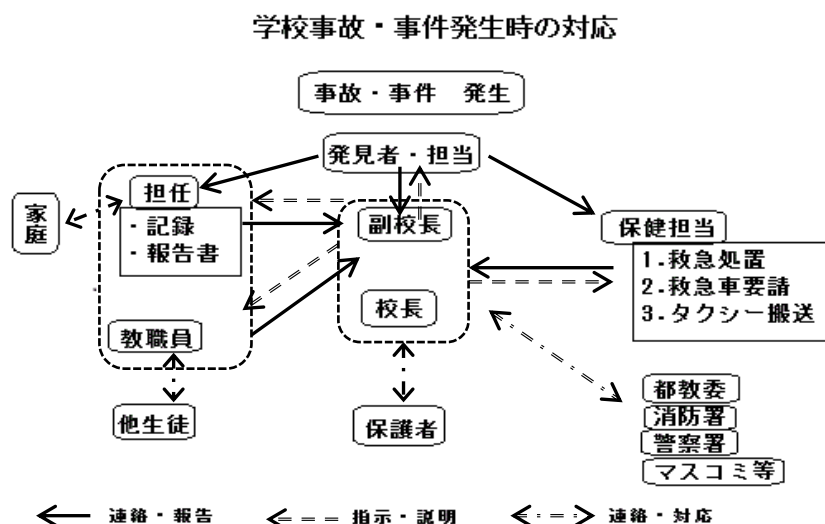 学校事故・事件発生時の対応
事故・事件 発生
発見者・担当
担任
・記録
・報告書
家庭
副校長
校長
保健担当
1.救急処置
2.救急車要請
3.タクシー搬送
教職員
他生徒
保護者
都教委
消防署
警察署
マスコミ等
連絡・報告
指示・説明
連絡・対応